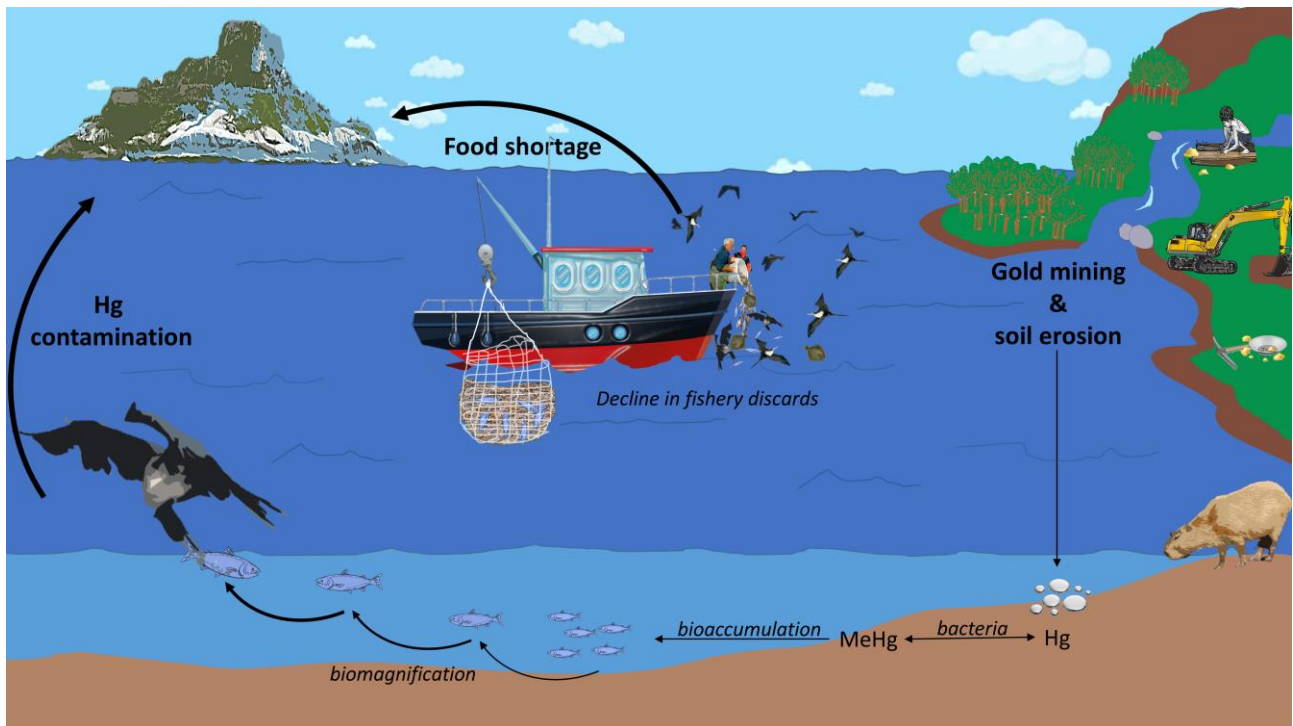 Food shortage
Hg
contamination
Gold mining
&
soil erosion
Decline in fishery discards
bioaccumulation
MeHg
bacteria
Hg
biomagnification